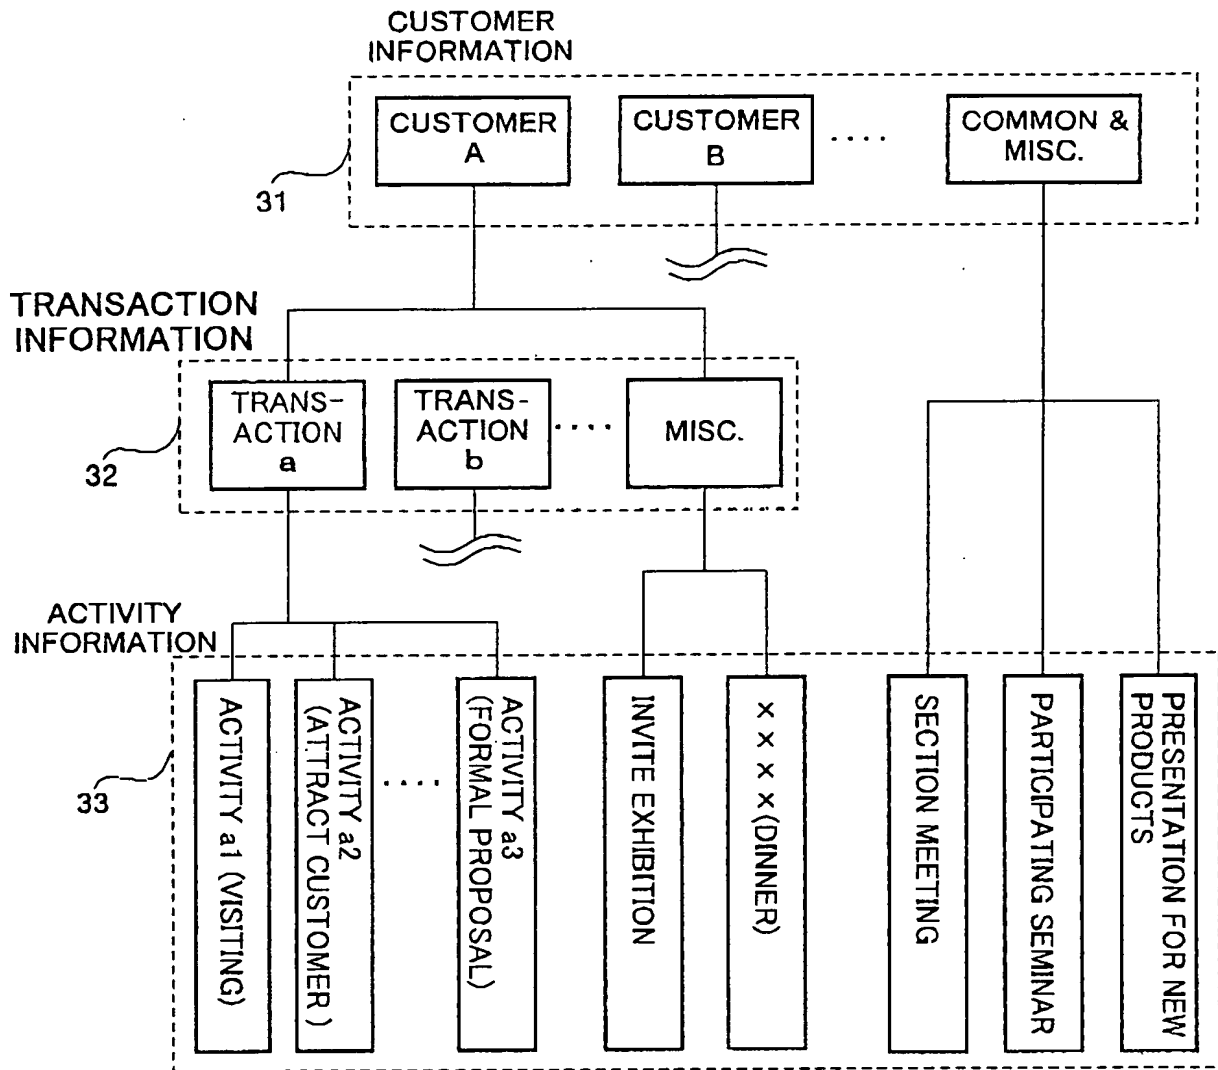 CUSTOMER
INFORMATION
CUSTOMER
A
CUSTOMER
B
COMMON &
MISC.
31
TRANSACTION
INFORMATION
TRANS-
ACTION
a
TRANS-
ACTION
b
MISC.
32
ACTIVITY
INFORMATION
ACTIVITY a1 (VISITING)
ACTIVITY a2
(ATTRACT CUSTOMER)
ACTIVITY a3
(FORMAL PROPOSAL)
INVITE EXHIBITION
××××(DINNER)
SECTION MEETING
PARTICIPATING SEMINAR
PRESENTATION FOR NEW
PRODUCTS
33